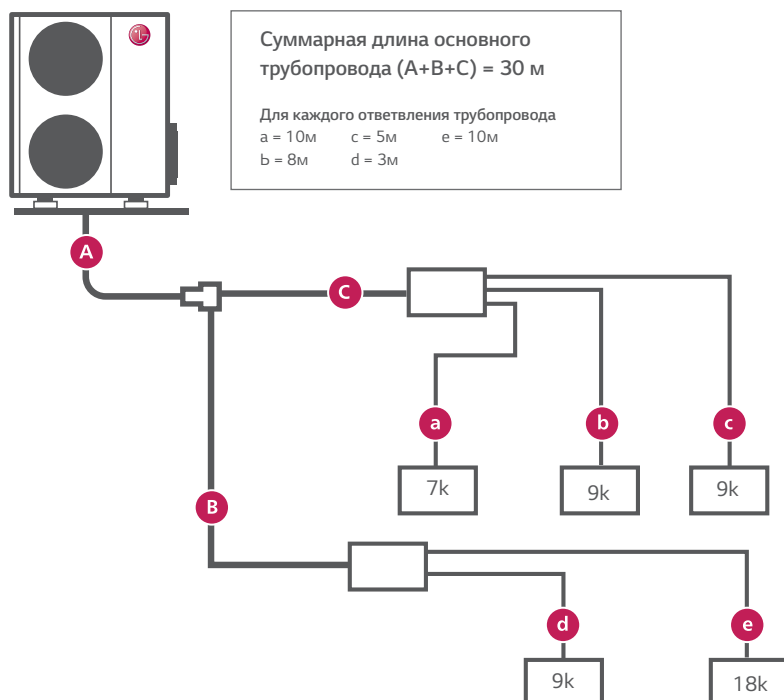 LG
Суммарная длина основного
трубопровода (A+B+C) = 30 м
Для каждого ответвления трубопровода
a = 10м c = 5м e = 10м
Ь = 8м d = 3м
A
C
a
b
c
7k
9k
9k
B
d
e
9k
18k